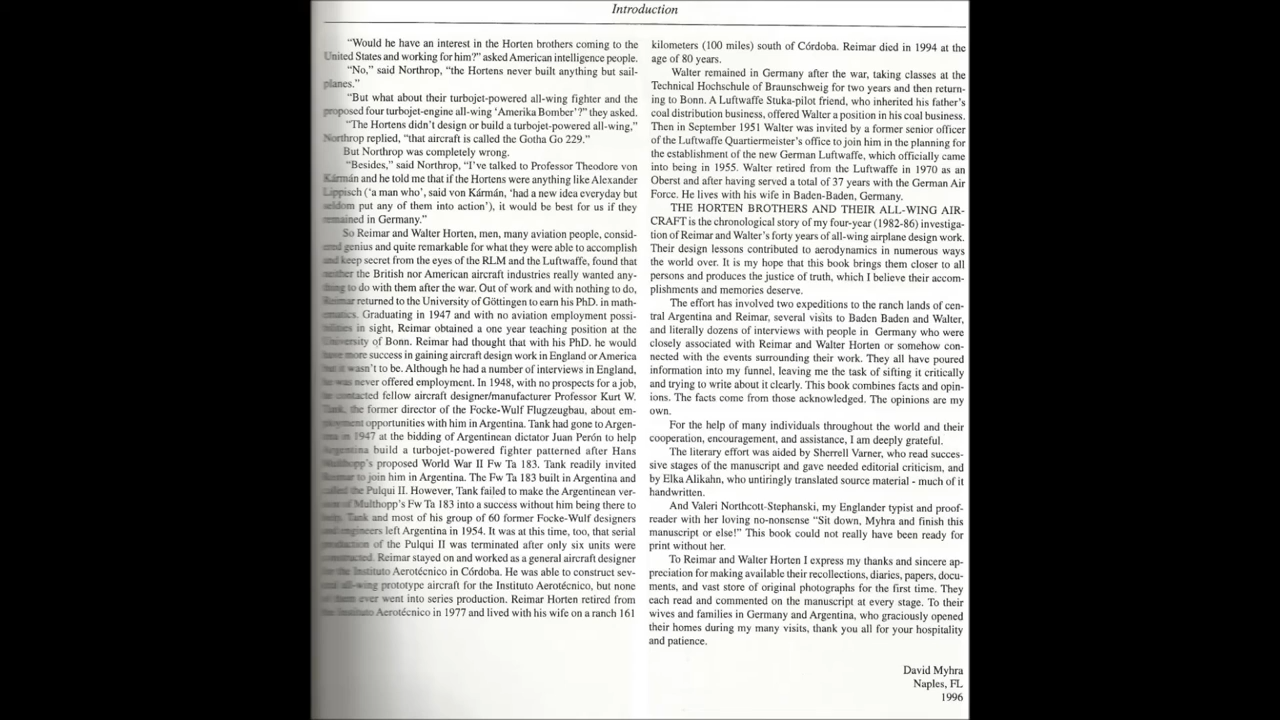 Introduction
“Would he have an interest in the Horten brothers coming to the
United States and working for him?” asked American intelligence people.
“No,” said Northrop, “the Hortens never built anything but sail-
planes.”
“But what about their turbojet-powered all-wing fighter and the
proposed four turbojet-engine all-wing ‘Amerika Bomber’?” they asked.
“The Hortens didn’t design or build a turbojet-powered all-wing,”
Northrop replied, “that aircraft is called the Gotha Go 229.”
But Northrop was completely wrong.
“Besides,” said Northrop, “I’ve talked to Professor Theodore von
Kármán and he told me that if the Hortens were anything like Alexander
Lippisch (‘a man who’, said von Kármán, ‘had a new idea everyday but
seldom put any of them into action’), it would be best for us if they
remained in Germany.”
So Reimar and Walter Horten, men, many aviation people, consid-
ered genius and quite remarkable for what they were able to accomplish
and keep secret from the eyes of the RLM and the Luftwaffe, found that
neither the British nor American aircraft industries really wanted any-
thing to do with them after the war. Out of work and with nothing to do,
Reimar returned to the University of Göttingen to earn his PhD. in math-
ematics. Graduating in 1947 and with no aviation employment possi-
bilities in sight, Reimar obtained a one year teaching position at the
University of Bonn. Reimar had thought that with his PhD. he would
have more success in gaining aircraft design work in England or America
but it wasn’t to be. Although he had a number of interviews in England,
he was never offered employment. In 1948, with no prospects for a job,
he contacted fellow aircraft designer/manufacturer Professor Kurt W.
Tank, the former director of the Focke-Wulf Flugzeugbau, about em-
ployment opportunities with him in Argentina. Tank had gone to Argen-
tina in 1947 at the bidding of Argentinean dictator Juan Perón to help
Argentina build a turbojet-powered fighter patterned after Hans
Multhopp’s proposed World War II Fw Ta 183. Tank readily invited
Reimar to join him in Argentina. The Fw Ta 183 built in Argentina and
called the Pulqui II. However, Tank failed to make the Argentinean ver-
sion of Multhopp’s Fw Ta 183 into a success without him being there to
Tank and most of his group of 60 former Focke-Wulf designers
and engineers left Argentina in 1954. It was at this time, too, that serial
production of the Pulqui II was terminated after only six units were
constructed. Reimar stayed on and worked as a general aircraft designer
for the Instituto Aerotécnico in Córdoba. He was able to construct sev-
eral all-wing prototype aircraft for the Instituto Aerotécnico, but none
of them ever went into series production. Reimar Horten retired from
the Instituto Aerotécnico in 1977 and lived with his wife on a ranch 161
kilometers (100 miles) south of Córdoba. Reimar died in 1994 at the
age of 80 years.
Walter remained in Germany after the war, taking classes at the
Technical Hochschule of Braunschweig for two years and then return-
ing to Bonn. A Luftwaffe Stuka-pilot friend, who inherited his father’s
coal distribution business, offered Walter a position in his coal business.
Then in September 1951 Walter was invited by a former senior officer
of the Luftwaffe Quartiermeister’s office to join him in the planning for
the establishment of the new German Luftwaffe, which officially came
into being in 1955. Walter retired from the Luftwaffe in 1970 as an
Oberst and after having served a total of 37 years with the German Air
Force. He lives with his wife in Baden-Baden, Germany.
THE HORTEN BROTHERS AND THEIR ALL-WING AIR-
CRAFT is the chronological story of my four-year (1982-86) investiga-
tion of Reimar and Walter’s forty years of all-wing airplane design work.
Their design lessons contributed to aerodynamics in numerous ways
the world over. It is my hope that this book brings them closer to all
persons and produces the justice of truth, which I believe their accom-
plishments and memories deserve.
The effort has involved two expeditions to the ranch lands of cen-
tral Argentina and Reimar, several visits to Baden Baden and Walter,
and literally dozens of interviews with people in Germany who were
closely associated with Reimar and Walter Horten or somehow con-
nected with the events surrounding their work. They all have poured
information into my funnel, leaving me the task of sifting it critically
and trying to write about it clearly. This book combines facts and opin-
ions. The facts come from those acknowledged. The opinions are my
own.
For the help of many individuals throughout the world and their
cooperation, encouragement, and assistance, I am deeply grateful.
The literary effort was aided by Sherrell Varner, who read succes-
sive stages of the manuscript and gave needed editorial criticism, and
by Elka Alikahn, who untiringly translated source material - much of it
handwritten.
And Valeri Northcott-Stephanski, my Englander typist and proof-
reader with her loving no-nonsense “Sit down, Myhra and finish this
manuscript or else!” This book could not really have been ready for
print without her.
To Reimar and Walter Horten I express my thanks and sincere ap-
preciation for making available their recollections, diaries, papers, docu-
ments, and vast store of original photographs for the first time. They
each read and commented on the manuscript at every stage. To their
wives and families in Germany and Argentina, who graciously opened
their homes during my many visits, thank you all for your hospitality
and patience.
David Myhra
Naples, FL
1996